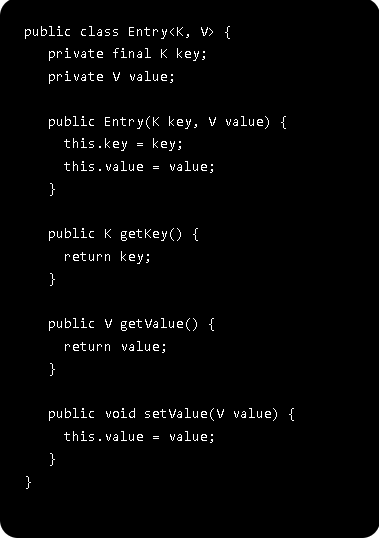 public class Entry<K, V> {
private final K key;
private V value;
public Entry(K key, V value) {
this.key = key;
this.value = value;
}
public K getKey() {
return key;
}
public V getValue() {
return value;
}
public void setValue(V value) {
this.value = value;
}
}